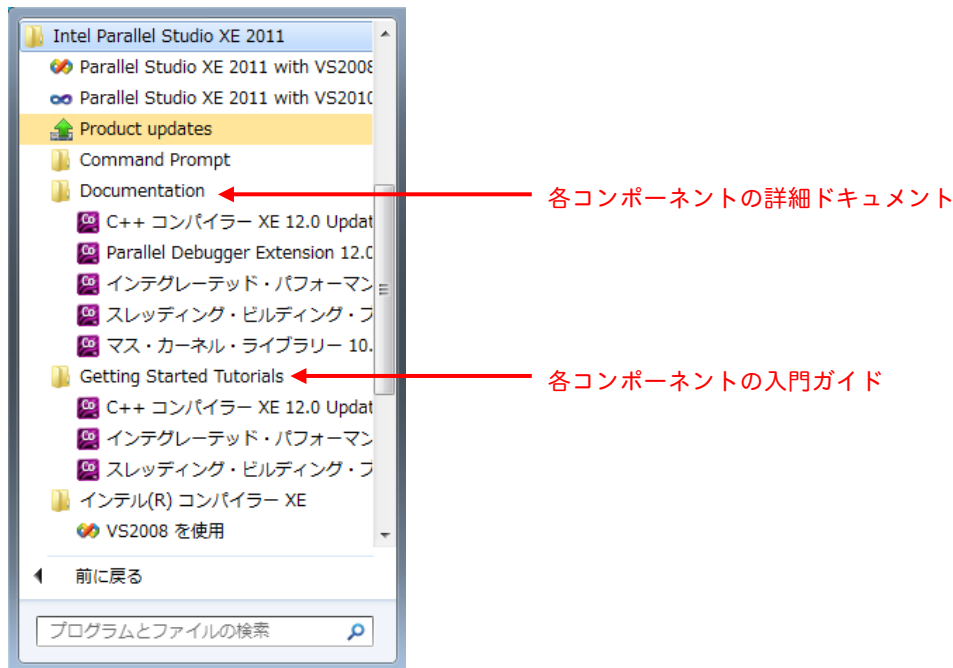 Intel Parallel Studio XE 2011
Parallel Studio XE 2011 with VS2008
Parallel Studio XE 2011 with VS2010
Product updates
Command Prompt
Documentation
各コンポーネントの詳細ドキュメント
C++ コンパイラー XE 12.0 Updat
Parallel Debugger Extension 12.0
インテグレーテッド・パフォーマン
スレッディング・ビルディング・ブ
マス・カーネル・ライブラリー 10.
Getting Started Tutorials
各コンポーネントの入門ガイド
C++ コンパイラー XE 12.0 Updat
インテグレーテッド・パフォーマン
スレッディング・ビルディング・ブ
インテル(R) コンパイラー XE
VS2008 を使用
前に戻る
プログラムとファイルの検索